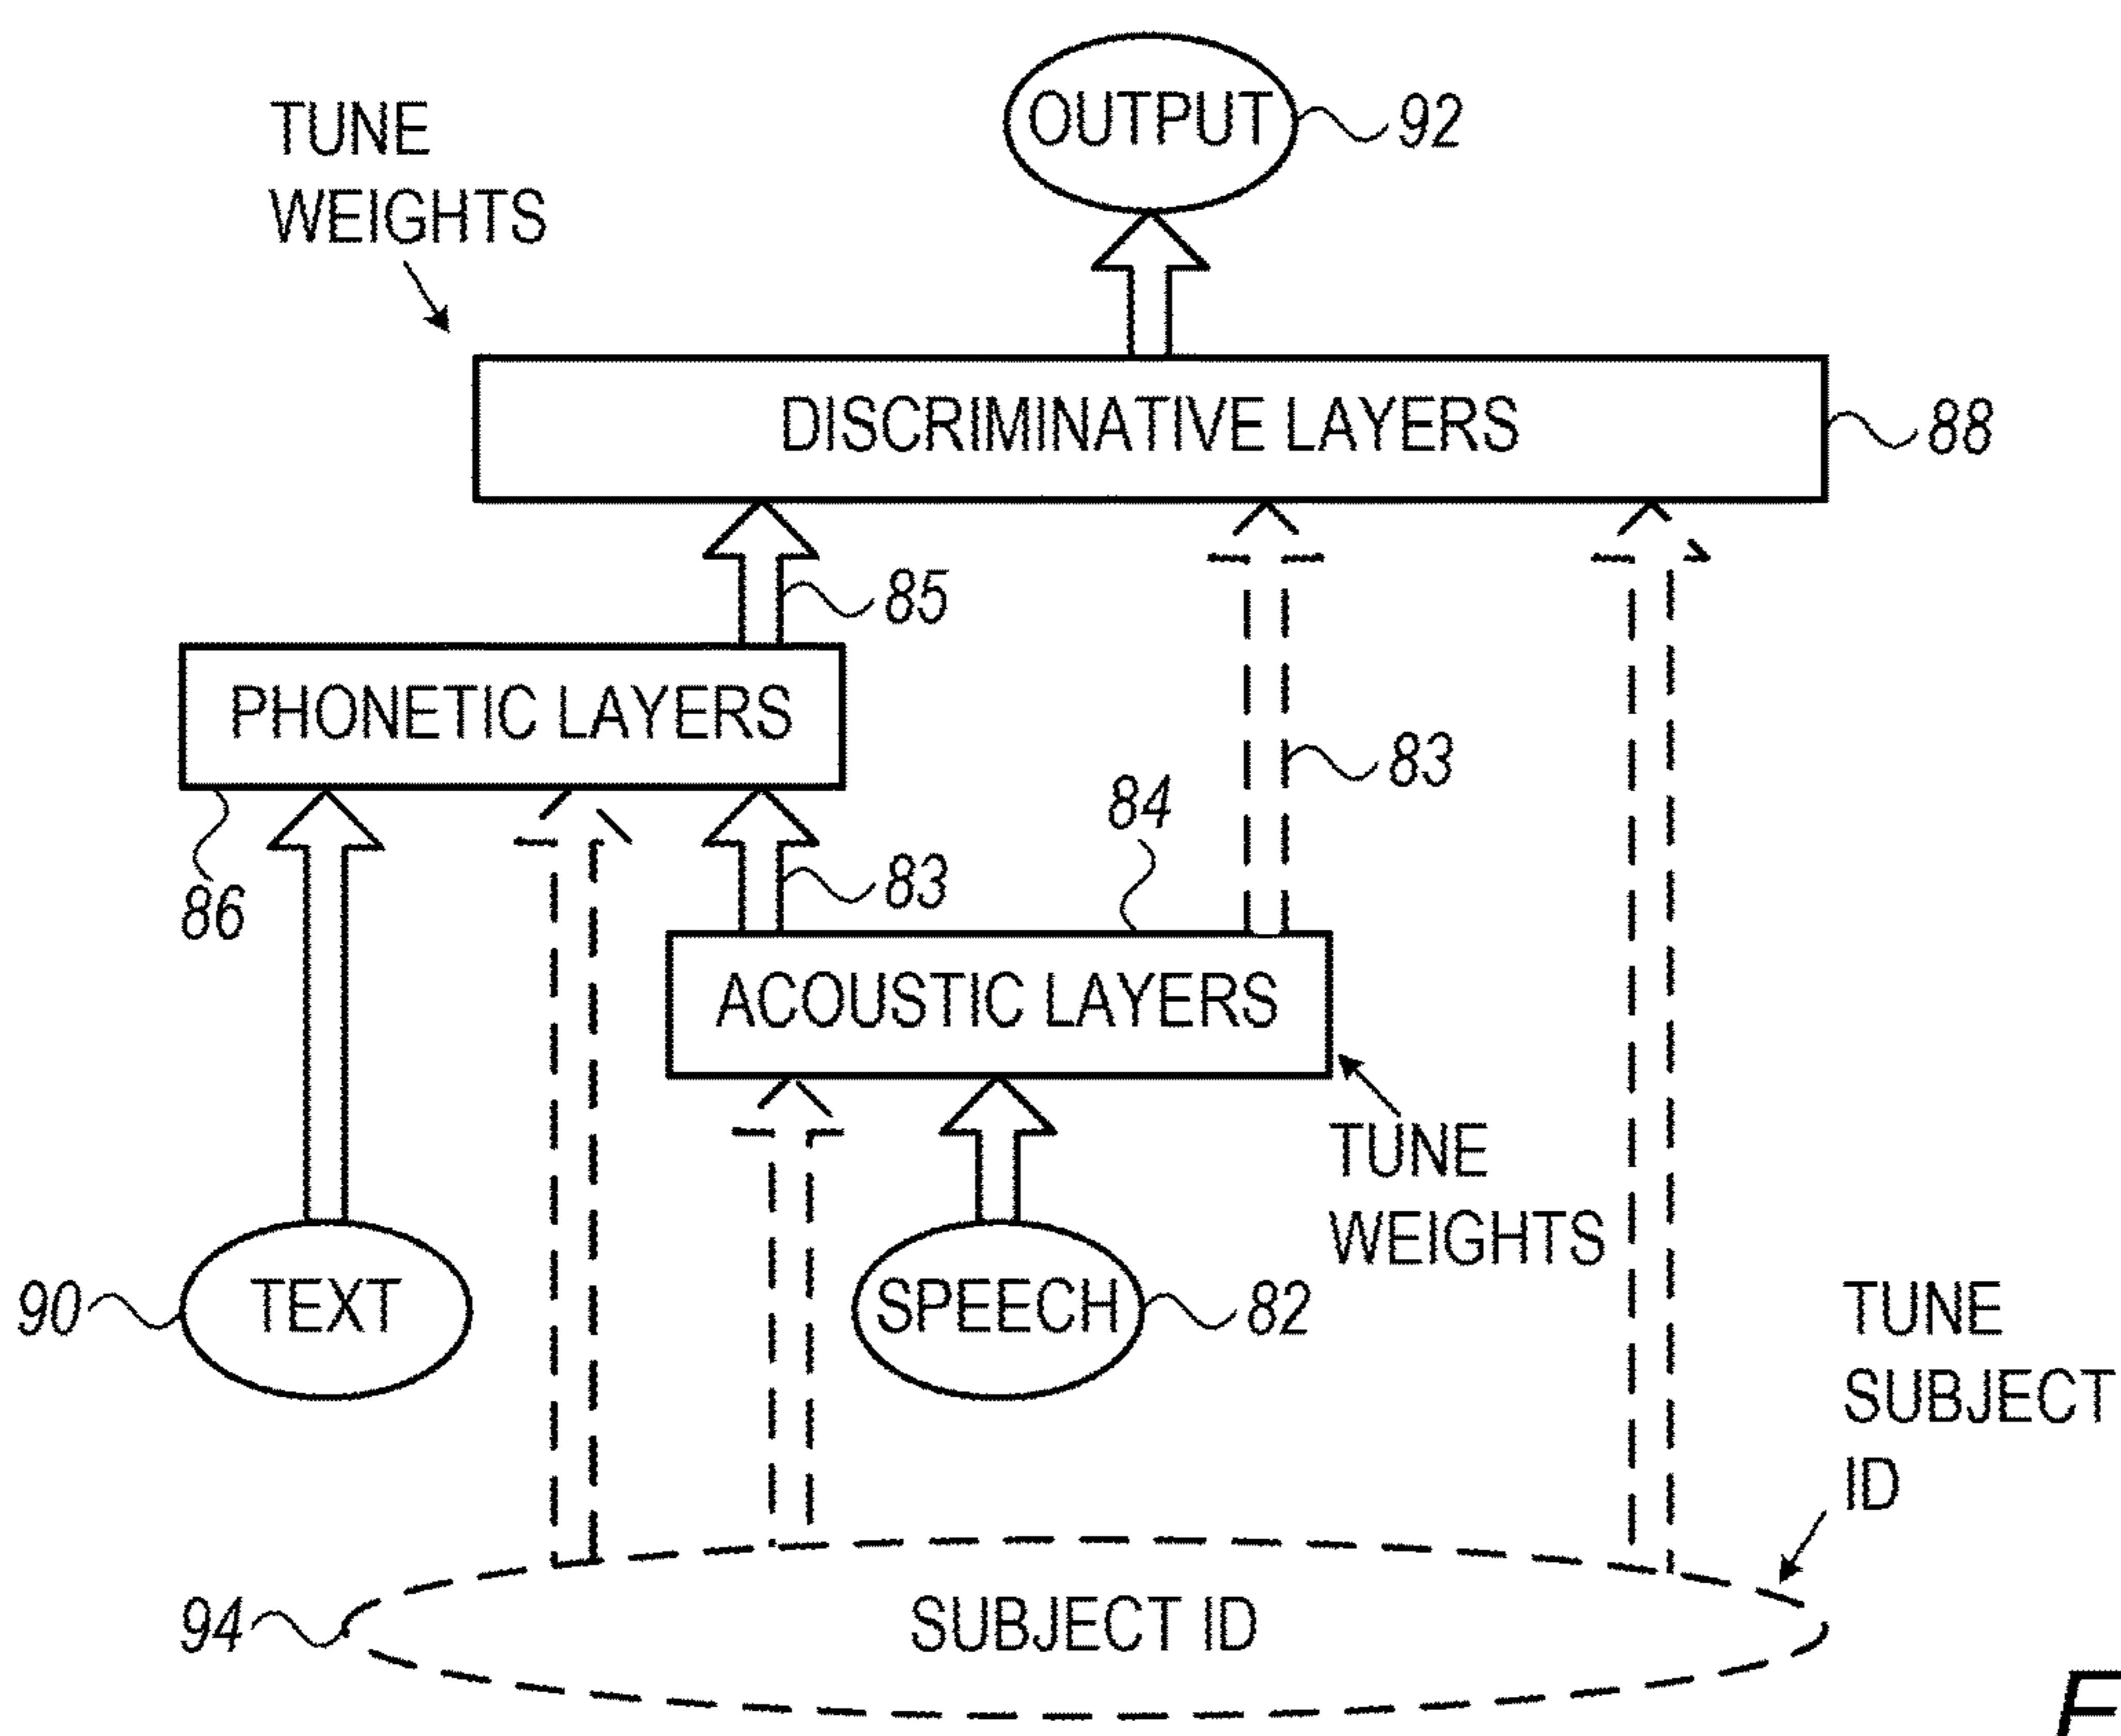 OUTPUT
92
TUNE
WEIGHTS
DISCRIMINATIVE LAYERS
88
85
PHONETIC LAYERS
83
84
83
86
ACOUSTIC LAYERS
TUNE
WEIGHTS
90
TEXT
SPEECH
82
TUNE
SUBJECT
ID
94
SUBJECT ID